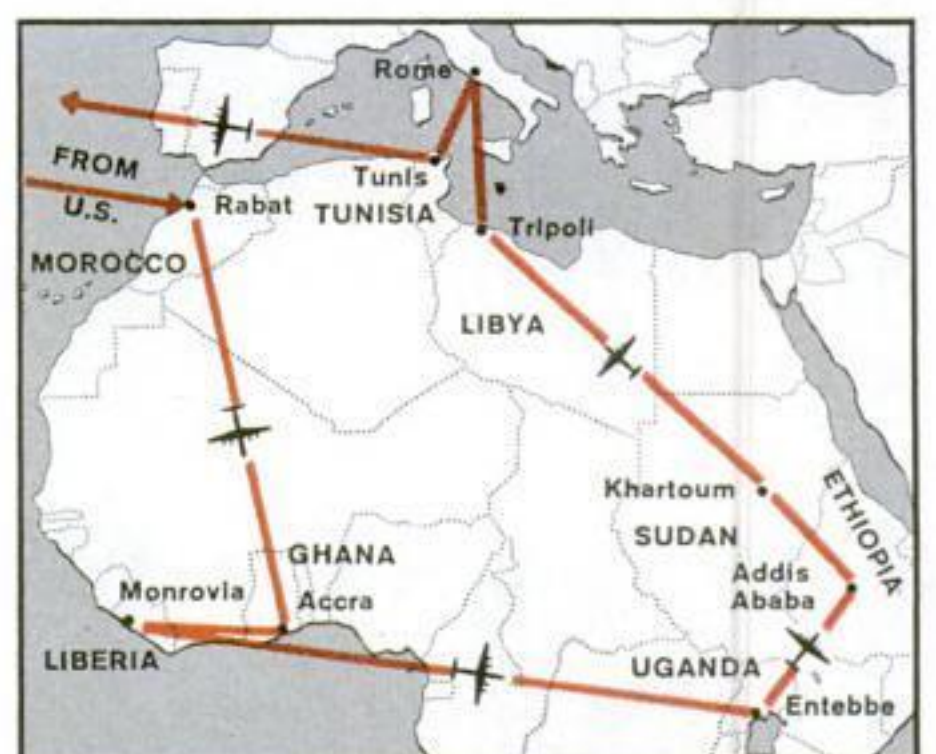 Rome
FROM
U.S.
Tunis
Rabat
TUNISIA
Tripoli
MOROCCO
LIBYA
Khartoum
ETHIOPIA
SUDAN
GHANA
Addis
Ababa
Monrovia
Accra
LIBERIA
UGANDA
Entebbe